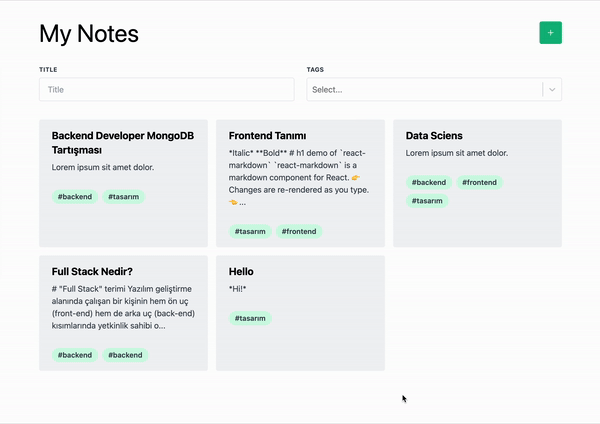 My Notes
+
TITLE
TAGS
Title
Select...
Backend Developer MongoDB
Tartışması
Lorem ipsum sit amet dolor.
#backend #tasarım
Frontend Tanımı
*Italic* **Bold** # h1 demo of `react-
markdown` `react-markdown` is a
markdown component for React. 👉
Changes are re-rendered as you type.
👈 ...
#tasarım #frontend
Data Sciens
Lorem ipsum sit amet dolor.
#backend #frontend
#tasarım
Full Stack Nedir?
# "Full Stack" terimi Yazılım geliştirme
alanında çalışan bir kişinin hem ön uç
(front-end) hem de arka uç (back-end)
kısımlarında yetkinlik sahibi o...
#backend #backend
Hello
*Hi!*
#tasarım